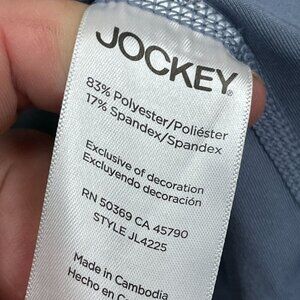 JOCKEY
83% Polyester/Poliéster
17% Spandex/Spandex
Exclusive of decoration
Excluyendo decoración
RN 50369 CA 45790
STYLE JL4225
Made in Cambodia
Hecho en